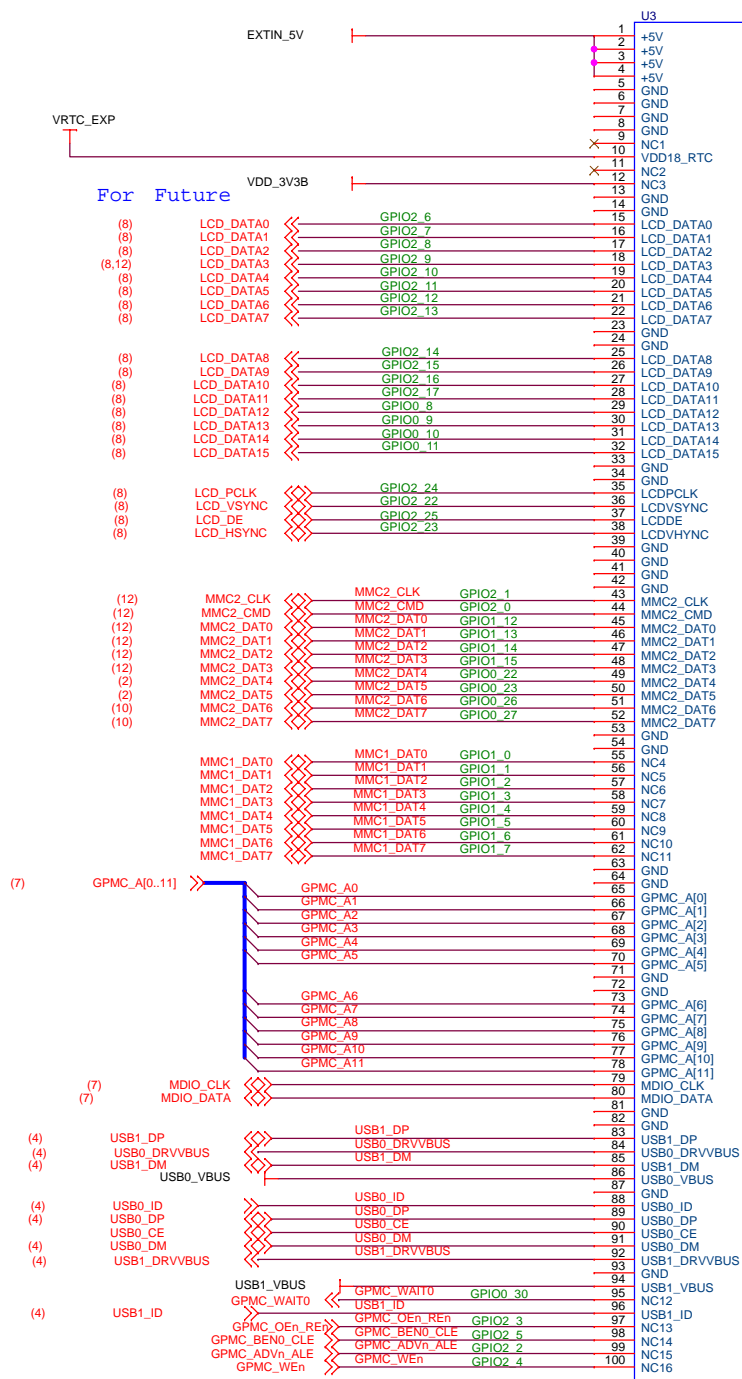 U3
EXTIN_5V 1 +5V
2 +5V
3 +5V
4 +5V
5 GND
6 GND
7 GND
8 GND
VRTC_EXP
9 NC1
10 VDD18_RTC
11 NC2
VDD_3V3B 12 NC3
For Future
13 GND
14 GND
(8) LCD_DATA0 GPIO2_6 15 LCD_DATA0
(8) LCD_DATA1 GPIO2_7 16 LCD_DATA1
(8) LCD_DATA2 GPIO2_8 17 LCD_DATA2
(8,12) LCD_DATA3 GPIO2_9 18 LCD_DATA3
(8) LCD_DATA4 GPIO2_10 19 LCD_DATA4
(8) LCD_DATA5 GPIO2_11 20 LCD_DATA5
(8) LCD_DATA6 GPIO2_12 21 LCD_DATA6
(8) LCD_DATA7 GPIO2_13 22 LCD_DATA7
23 GND
24 GND
(8) LCD_DATA8 GPIO2_14 25 LCD_DATA8
(8) LCD_DATA9 GPIO2_15 26 LCD_DATA9
(8) LCD_DATA10 GPIO2_16 27 LCD_DATA10
(8) LCD_DATA11 GPIO2_17 28 LCD_DATA11
(8) LCD_DATA12 GPIO0_8 29 LCD_DATA12
(8) LCD_DATA13 GPIO0_9 30 LCD_DATA13
(8) LCD_DATA14 GPIO0_10 31 LCD_DATA14
(8) LCD_DATA15 GPIO0_11 32 LCD_DATA15
33 GND
34 GND
(8) LCD_PCLK GPIO2_24 35 LCDPCLK
(8) LCD_VSYNC GPIO2_22 36 LCDVSYNC
(8) LCD_DE GPIO2_25 37 LCDDE
(8) LCD_HSYNC GPIO2_23 38 LCDVHYNC
39 GND
40 GND
41 GND
42 GND
(12) MMC2_CLK MMC2_CLK GPIO2_1 43 MMC2_CLK
(12) MMC2_CMD MMC2_CMD GPIO2_0 44 MMC2_CMD
(12) MMC2_DAT0 MMC2_DAT0 GPIO1_12 45 MMC2_DAT0
(12) MMC2_DAT1 MMC2_DAT1 GPIO1_13 46 MMC2_DAT1
(12) MMC2_DAT2 MMC2_DAT2 GPIO1_14 47 MMC2_DAT2
(12) MMC2_DAT3 MMC2_DAT3 GPIO1_15 48 MMC2_DAT3
(2) MMC2_DAT4 MMC2_DAT4 GPIO0_22 49 MMC2_DAT4
(2) MMC2_DAT5 MMC2_DAT5 GPIO0_23 50 MMC2_DAT5
(10) MMC2_DAT6 MMC2_DAT6 GPIO0_26 51 MMC2_DAT6
(10) MMC2_DAT7 MMC2_DAT7 GPIO0_27 52 MMC2_DAT7
53 GND
54 GND
MMC1_DAT0 MMC1_DAT0 GPIO1_0 55 NC4
MMC1_DAT1 MMC1_DAT1 GPIO1_1 56 NC5
MMC1_DAT2 MMC1_DAT2 GPIO1_2 57 NC6
MMC1_DAT3 MMC1_DAT3 GPIO1_3 58 NC7
MMC1_DAT4 MMC1_DAT4 GPIO1_4 59 NC8
MMC1_DAT5 MMC1_DAT5 GPIO1_5 60 NC9
MMC1_DAT6 MMC1_DAT6 GPIO1_6 61 NC10
MMC1_DAT7 MMC1_DAT7 GPIO1_7 62 NC11
63 GND
(7) GPMC_A[0..11] 64 GND
GPMC_A0 65 GPMC_A[0]
GPMC_A1 66 GPMC_A[1]
GPMC_A2 67 GPMC_A[2]
GPMC_A3 68 GPMC_A[3]
GPMC_A4 69 GPMC_A[4]
GPMC_A5 70 GPMC_A[5]
71 GND
72 GND
GPMC_A6 73 GPMC_A[6]
GPMC_A7 74 GPMC_A[7]
GPMC_A8 75 GPMC_A[8]
GPMC_A9 76 GPMC_A[9]
GPMC_A10 77 GPMC_A[10]
GPMC_A11 78 GPMC_A[11]
(7) MDIO_CLK 79 MDIO_CLK
(7) MDIO_DATA 80 MDIO_DATA
81 GND
82 GND
(4) USB1_DP USB1_DP 83 USB1_DP
(4) USB0_DRVVBUS USB0_DRVVBUS 84 USB0_DRVVBUS
(4) USB1_DM USB1_DM 85 USB1_DM
USB0_VBUS 86 USB0_VBUS
87 GND
(4) USB0_ID USB0_ID 88 USB0_ID
(4) USB0_DP USB0_DP 89 USB0_DP
USB0_CE USB0_CE 90 USB0_CE
(4) USB0_DM USB0_DM 91 USB0_DM
(4) USB1_DRVVBUS USB1_DRVVBUS 92 USB1_DRVVBUS
93 GND
USB1_VBUS 94 USB1_VBUS
GPMC_WAIT0 GPMC_WAIT0 GPIO0_30 95 NC12
(4) USB1_ID USB1_ID 96 USB1_ID
GPMC_OEn_REn GPMC_OEn_REn GPIO2_3 97 NC13
GPMC_BEN0_CLE GPMC_BEN0_CLE GPIO2_5 98 NC14
GPMC_ADVn_ALE GPMC_ADVn_ALE GPIO2_2 99 NC15
GPMC_WEn GPMC_WEn GPIO2_4 100 NC16